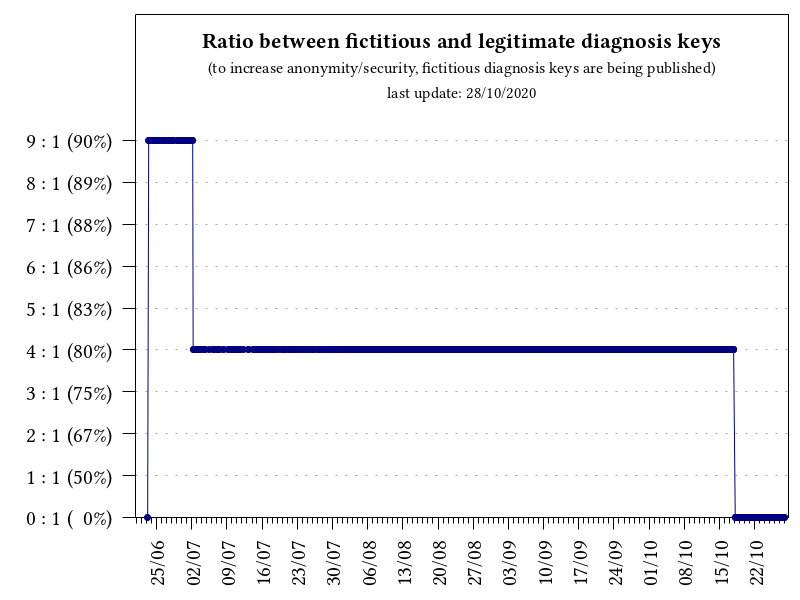 Ratio between fictitious and legitimate diagnosis keys
(to increase anonymity/security, fictitious diagnosis keys are being published)
last update: 28/10/2020
9 : 1 (90%)
8 : 1 (89%)
7 : 1 (88%)
6 : 1 (86%)
5 : 1 (83%)
4 : 1 (80%)
3 : 1 (75%)
2 : 1 (67%)
1 : 1 (50%)
0 : 1 (  0%)
25/06
02/07
09/07
16/07
23/07
30/07
06/08
13/08
20/08
27/08
03/09
10/09
17/09
24/09
01/10
08/10
15/10
22/10